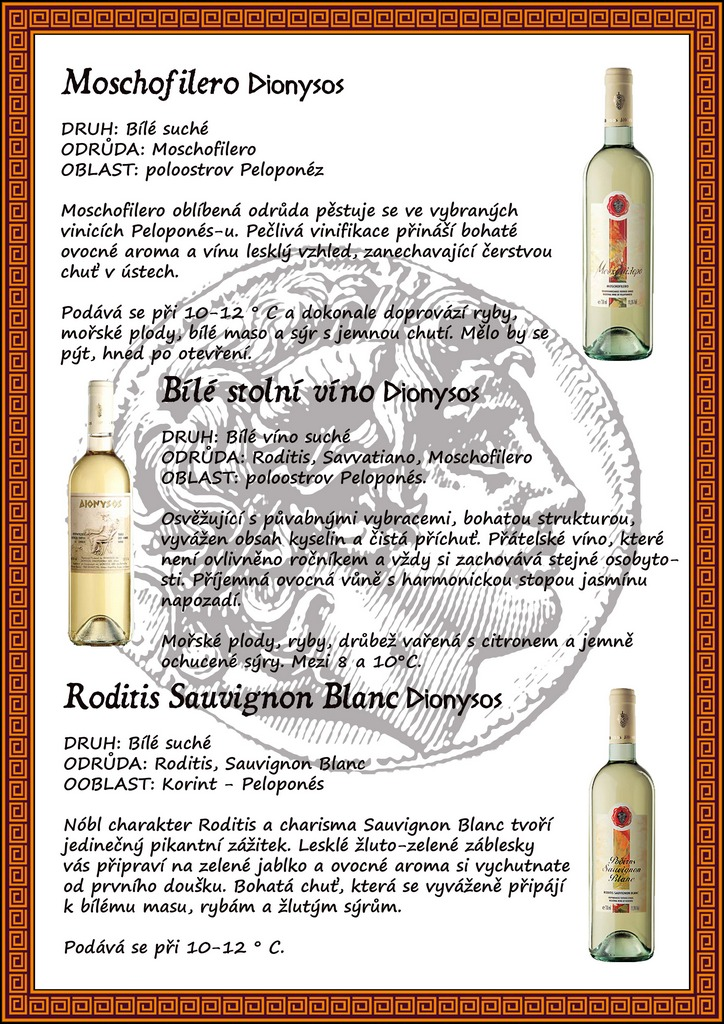 Moschofilero Dionysos
DRUH: Bílé suché
ODRŮDA: Moschofilero
OBLAST: poloostrov Peloponéz
Moschofilero oblíbená odrůda pěstuje se ve vybraných
vinicích Peloponés-u. Pečlivá vinifikace přináší bohaté
ovocné aroma a vínu lesklý vzhled, zanechavající čerstvou
chuť v ústech.
Podává se při 10-12 ° C a dokonale doprovází ryby,
mořské plody, bílé maso a sýr s jemnou chutí. Mělo by se
pýt, hned po otevření.
MOSCHOFILERO
Bílé stolní víno Dionysos
DRUH: Bílé víno suché
ODRŮDA: Roditis, Savvatiano, Moschofilero
OBLAST: poloostrov Peloponés.
Osvěžující s půvabnými vybracemi, bohatou strukturou,
vyvážen obsah kyselin a čistá příchuť. Přátelské víno, které
není ovlivněno ročníkem a vždy si zachovává stejné osobyto-
sti. Příjemná ovocná vůně s harmonickou stopou jasmínu
napozadí.
Mořské plody, ryby, drůbež vařená s citronem a jemně
ochucené sýry. Mezi 8 a 10°C.
DIONYSOS
Roditis Sauvignon Blanc Dionysos
DRUH: Bílé suché
ODRŮDA: Roditis, Sauvignon Blanc
OOBLAST: Korint - Peloponés
Nóbl charakter Roditis a charisma Sauvignon Blanc tvoří
jedinečný pikantní zážitek. Lesklé žluto-zelené záblesky
vás připraví na zelené jablko a ovocné aroma si vychutnate
od prvního doušku. Bohatá chuť, která se vyváženě připájí
k bílému masu, rybám a žlutým sýrům.
Podává se při 10-12 ° C.
Roditis
Sauvignon
Blanc